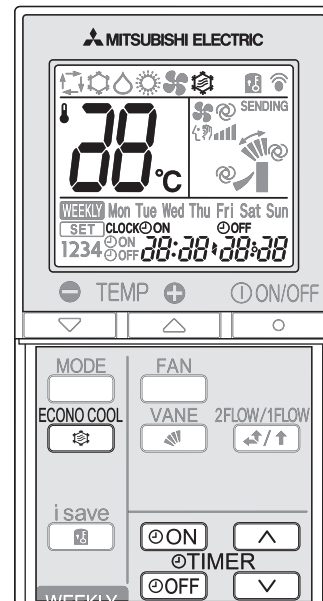 MITSUBISHI ELECTRIC
SENDING
88°C
WEEKLY Mon Tue Wed Thu Fri Sat Sun
SET CLOCK ON OFF
1234 ON OFF 88:88 88:88
TEMP ON/OFF
MODE FAN
ECONO COOL VANE 2FLOW/1FLOW
i save
ON
TIMER
OFF
WEEKLY